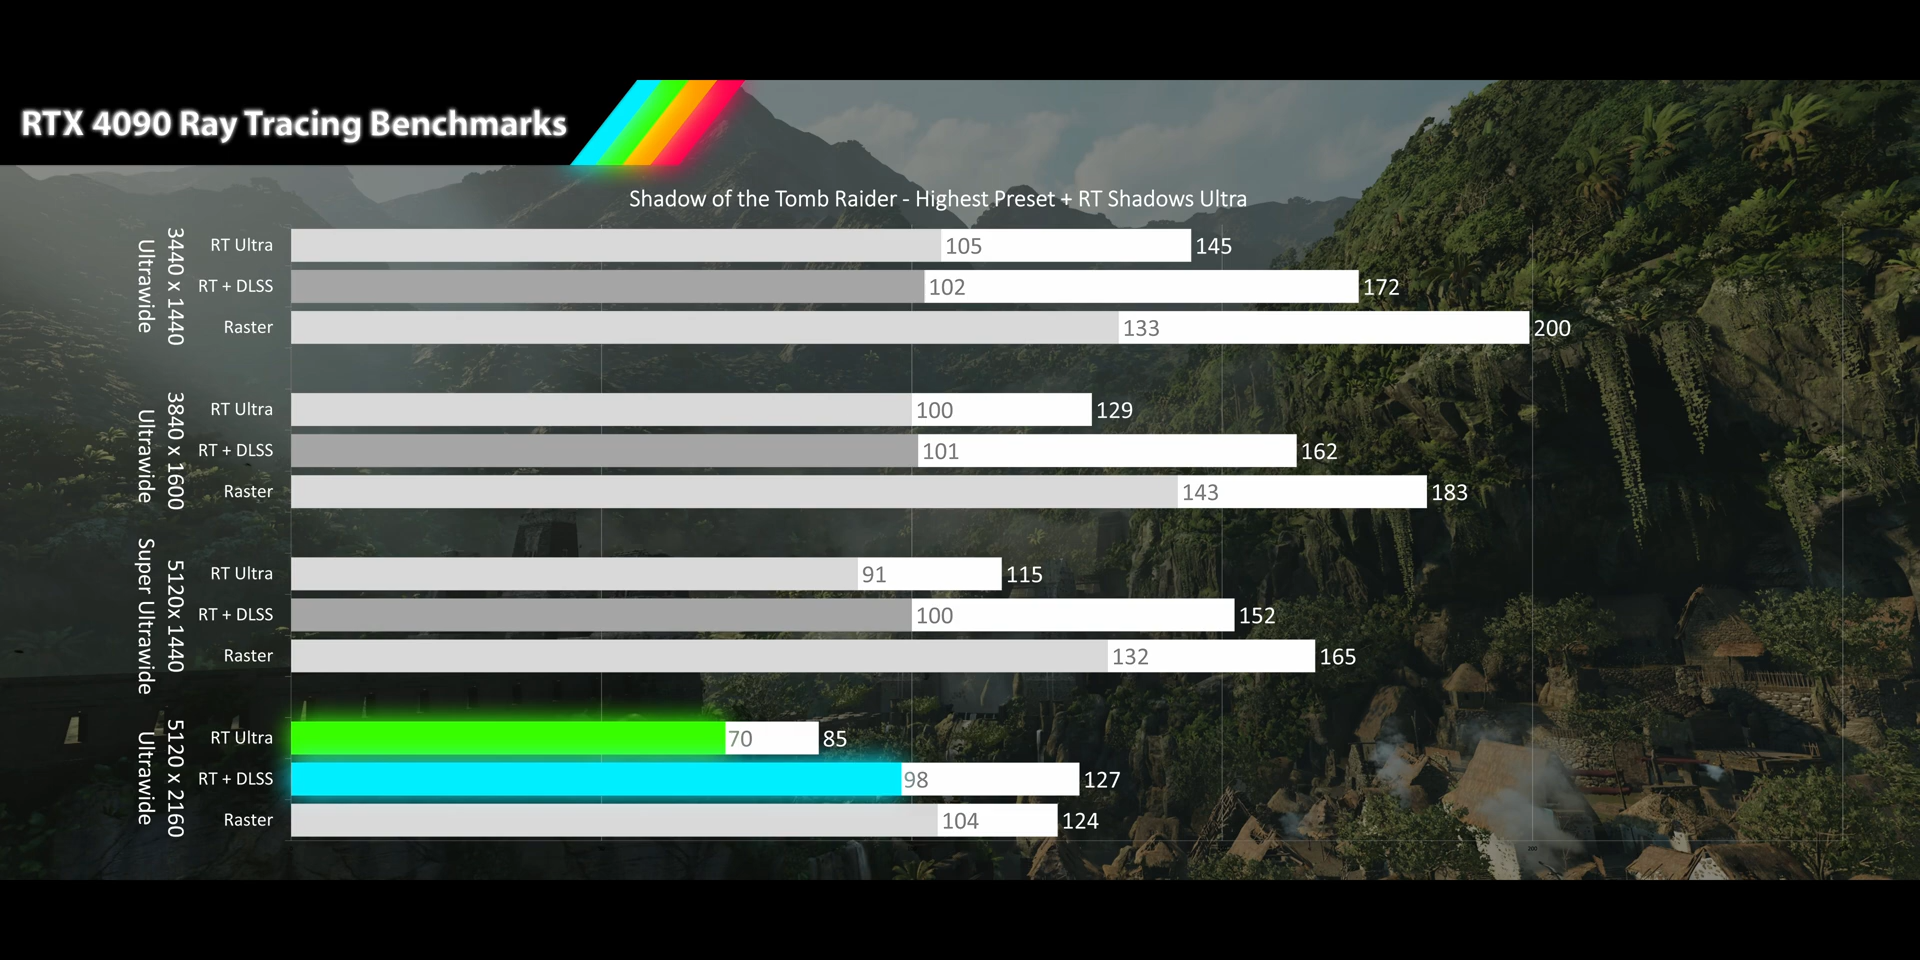 RTX 4090 Ray Tracing Benchmarks
Shadow of the Tomb Raider - Highest Preset + RT Shadows Ultra
3440 x 1440
Ultrawide
RT Ultra 105 145
RT + DLSS 102 172
Raster 133 200
3840 x 1600
Ultrawide
RT Ultra 100 129
RT + DLSS 101 162
Raster 143 183
5120x 1440
Super Ultrawide
RT Ultra 91 115
RT + DLSS 100 152
Raster 132 165
5120 x 2160
Ultrawide
RT Ultra 70 85
RT + DLSS 98 127
Raster 104 124
200